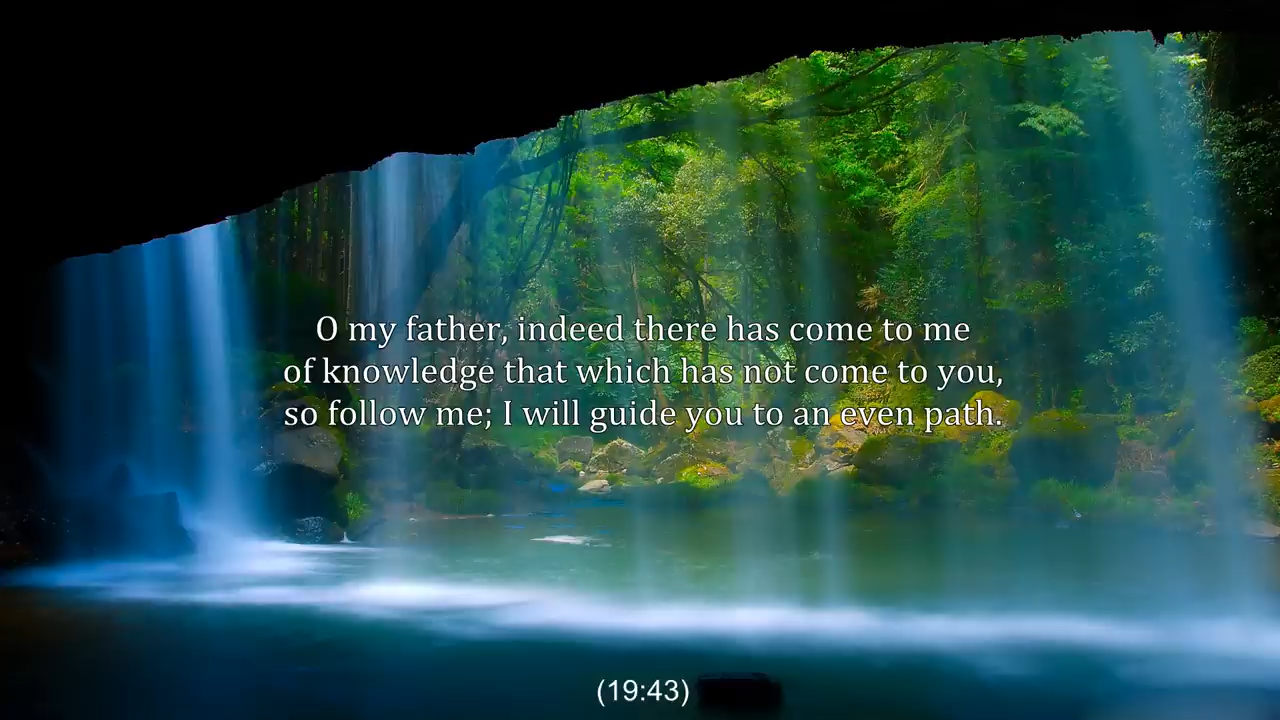 O my father, indeed there has come to me
of knowledge that which has not come to you,
so follow me; I will guide you to an even path.
(19:43)